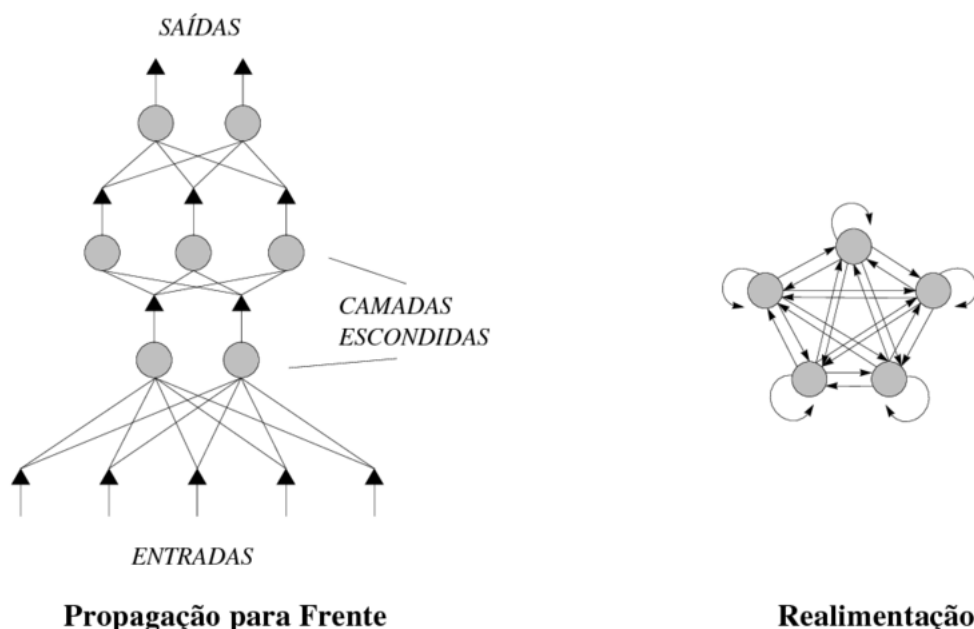 SAÍDAS
CAMADAS
ESCONDIDAS
ENTRADAS
Propagação para Frente
Realimentação